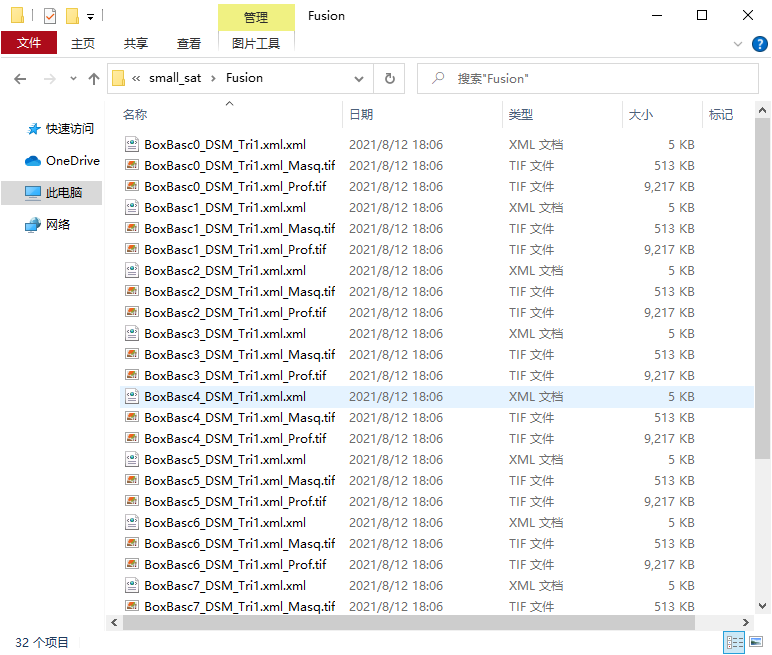 管理 Fusion
文件 主页 共享 查看 图片工具
« small_sat › Fusion 搜索"Fusion"
名称 日期 类型 大小 标记
快速访问
OneDrive
此电脑
网络
BoxBasc0_DSM_Tri1.xml.xml 2021/8/12 18:06 XML 文档 5 KB
BoxBasc0_DSM_Tri1.xml_Masq.tif 2021/8/12 18:06 TIF 文件 513 KB
BoxBasc0_DSM_Tri1.xml_Prof.tif 2021/8/12 18:06 TIF 文件 9,217 KB
BoxBasc1_DSM_Tri1.xml.xml 2021/8/12 18:06 XML 文档 5 KB
BoxBasc1_DSM_Tri1.xml_Masq.tif 2021/8/12 18:06 TIF 文件 513 KB
BoxBasc1_DSM_Tri1.xml_Prof.tif 2021/8/12 18:06 TIF 文件 9,217 KB
BoxBasc2_DSM_Tri1.xml.xml 2021/8/12 18:06 XML 文档 5 KB
BoxBasc2_DSM_Tri1.xml_Masq.tif 2021/8/12 18:06 TIF 文件 513 KB
BoxBasc2_DSM_Tri1.xml_Prof.tif 2021/8/12 18:06 TIF 文件 9,217 KB
BoxBasc3_DSM_Tri1.xml.xml 2021/8/12 18:06 XML 文档 5 KB
BoxBasc3_DSM_Tri1.xml_Masq.tif 2021/8/12 18:06 TIF 文件 513 KB
BoxBasc3_DSM_Tri1.xml_Prof.tif 2021/8/12 18:06 TIF 文件 9,217 KB
BoxBasc4_DSM_Tri1.xml.xml 2021/8/12 18:06 XML 文档 5 KB
BoxBasc4_DSM_Tri1.xml_Masq.tif 2021/8/12 18:06 TIF 文件 513 KB
BoxBasc4_DSM_Tri1.xml_Prof.tif 2021/8/12 18:06 TIF 文件 9,217 KB
BoxBasc5_DSM_Tri1.xml.xml 2021/8/12 18:06 XML 文档 5 KB
BoxBasc5_DSM_Tri1.xml_Masq.tif 2021/8/12 18:06 TIF 文件 513 KB
BoxBasc5_DSM_Tri1.xml_Prof.tif 2021/8/12 18:06 TIF 文件 9,217 KB
BoxBasc6_DSM_Tri1.xml.xml 2021/8/12 18:06 XML 文档 5 KB
BoxBasc6_DSM_Tri1.xml_Masq.tif 2021/8/12 18:06 TIF 文件 513 KB
BoxBasc6_DSM_Tri1.xml_Prof.tif 2021/8/12 18:06 TIF 文件 9,217 KB
BoxBasc7_DSM_Tri1.xml.xml 2021/8/12 18:06 XML 文档 5 KB
BoxBasc7_DSM_Tri1.xml_Masq.tif 2021/8/12 18:06 TIF 文件 513 KB
32 个项目